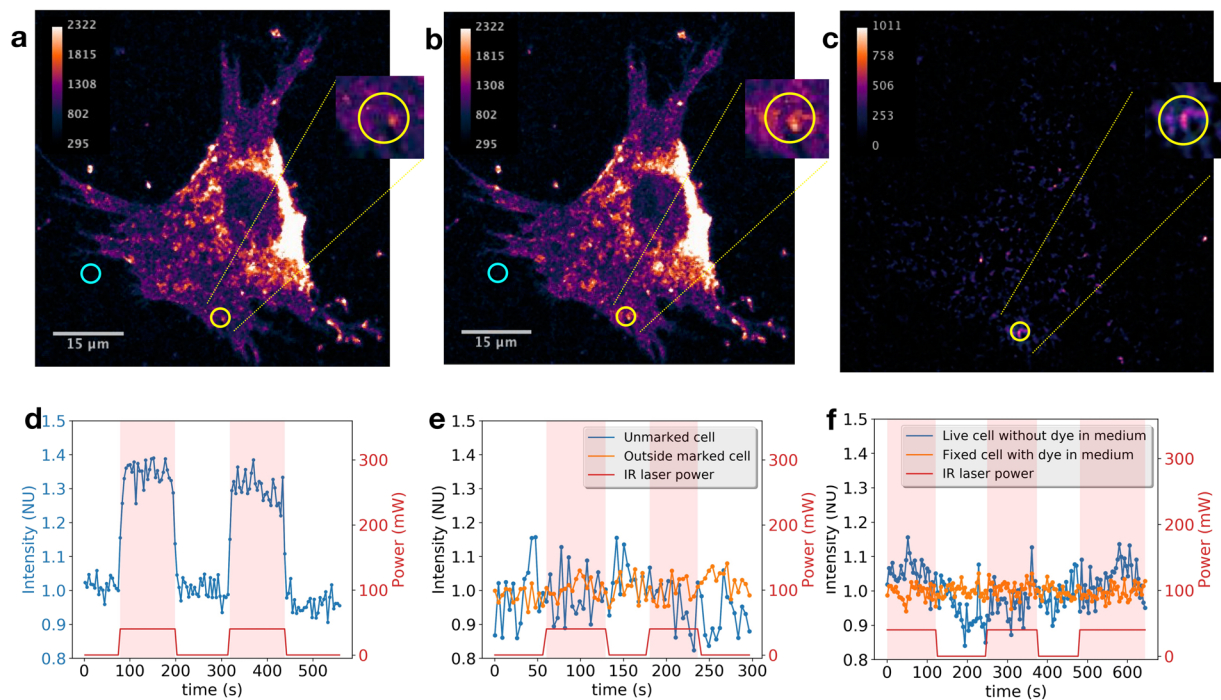 a
2322
1815
1308
802
295
15 μm
b
2322
1815
1308
802
295
15 μm
c
1011
758
506
253
0
d
1.5
1.4
1.3
1.2
1.1
1.0
0.9
0.8
Intensity (NU)
300
200
100
0
Power (mW)
0 100 200 300 400 500
time (s)
e
1.5
1.4
1.3
1.2
1.1
1.0
0.9
0.8
Intensity (NU)
Unmarked cell
Outside marked cell
IR laser power
300
200
100
0
Power (mW)
0 50 100 150 200 250 300
time (s)
f
1.5
1.4
1.3
1.2
1.1
1.0
0.9
0.8
Intensity (NU)
Live cell without dye in medium
Fixed cell with dye in medium
IR laser power
300
200
100
0
Power (mW)
0 100 200 300 400 500 600
time (s)